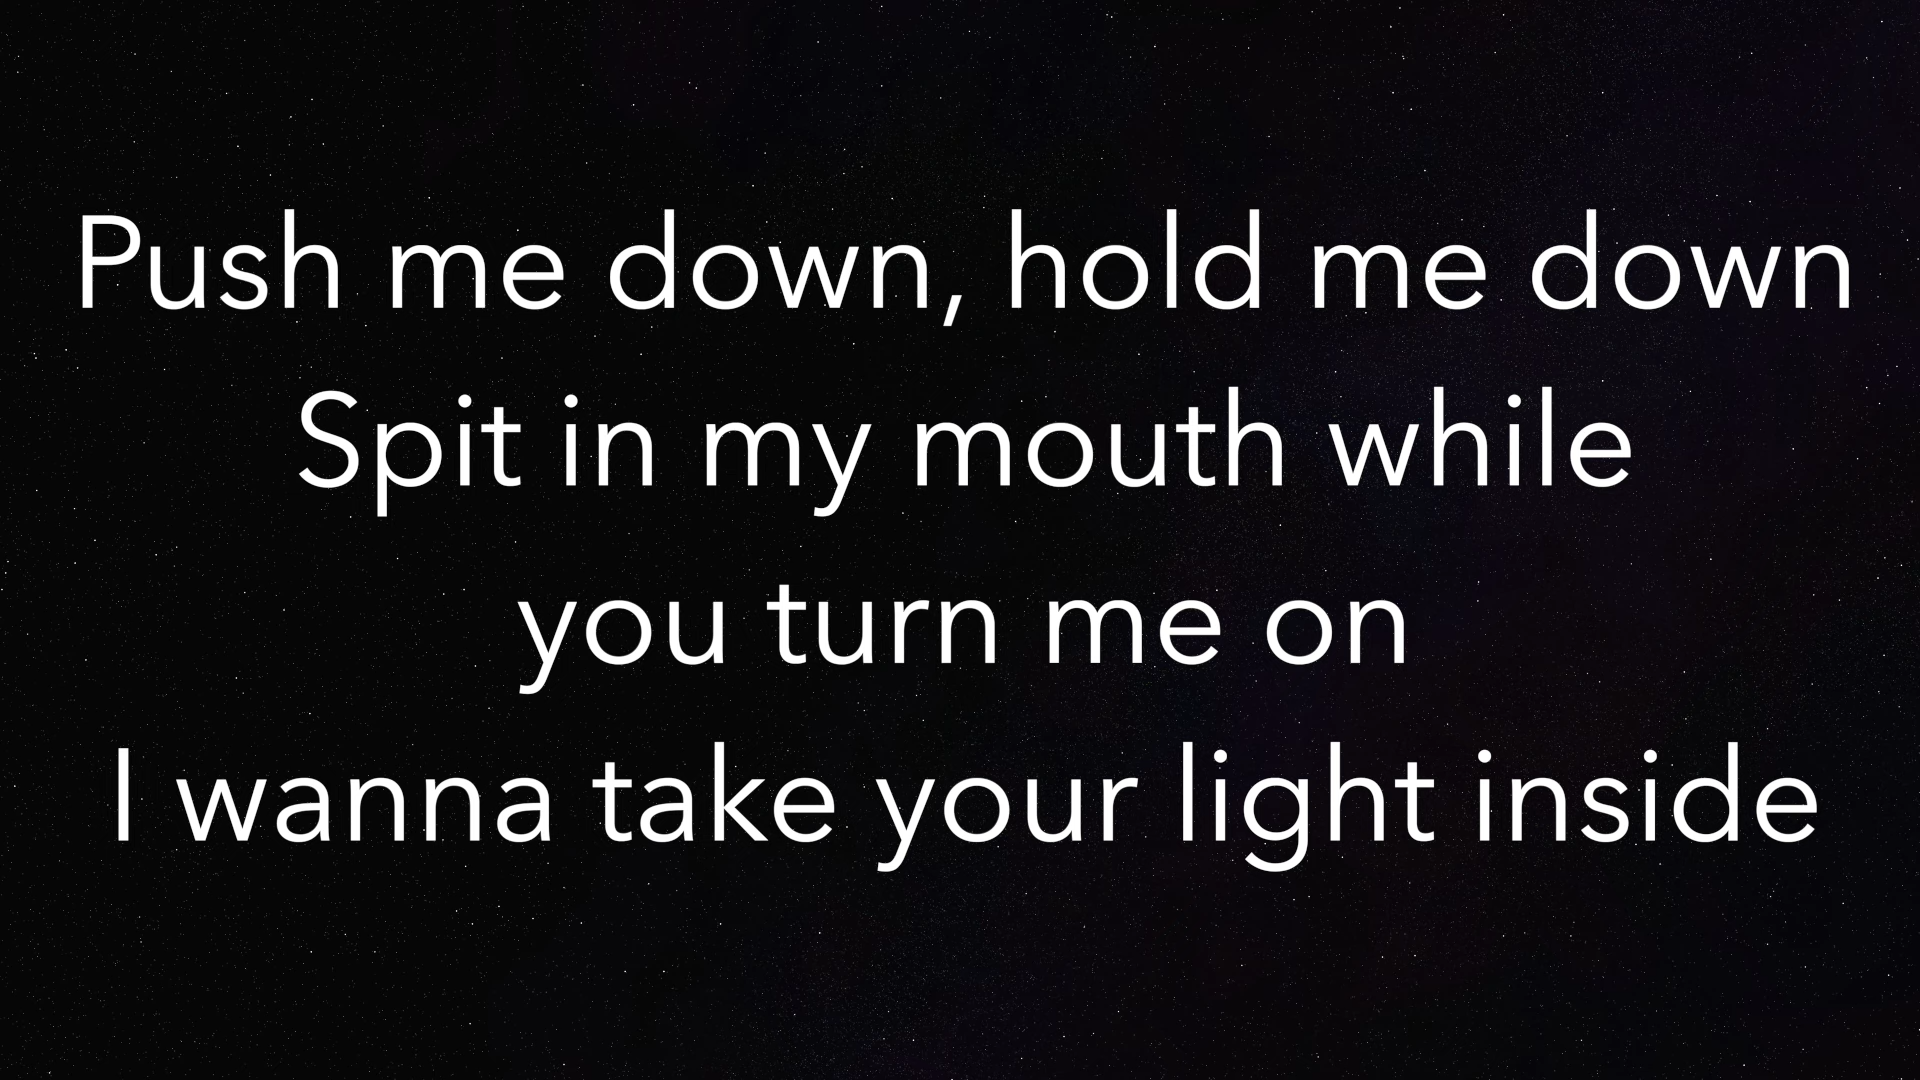 Push me down, hold me down
Spit in my mouth while
you turn me on
I wanna take your light inside